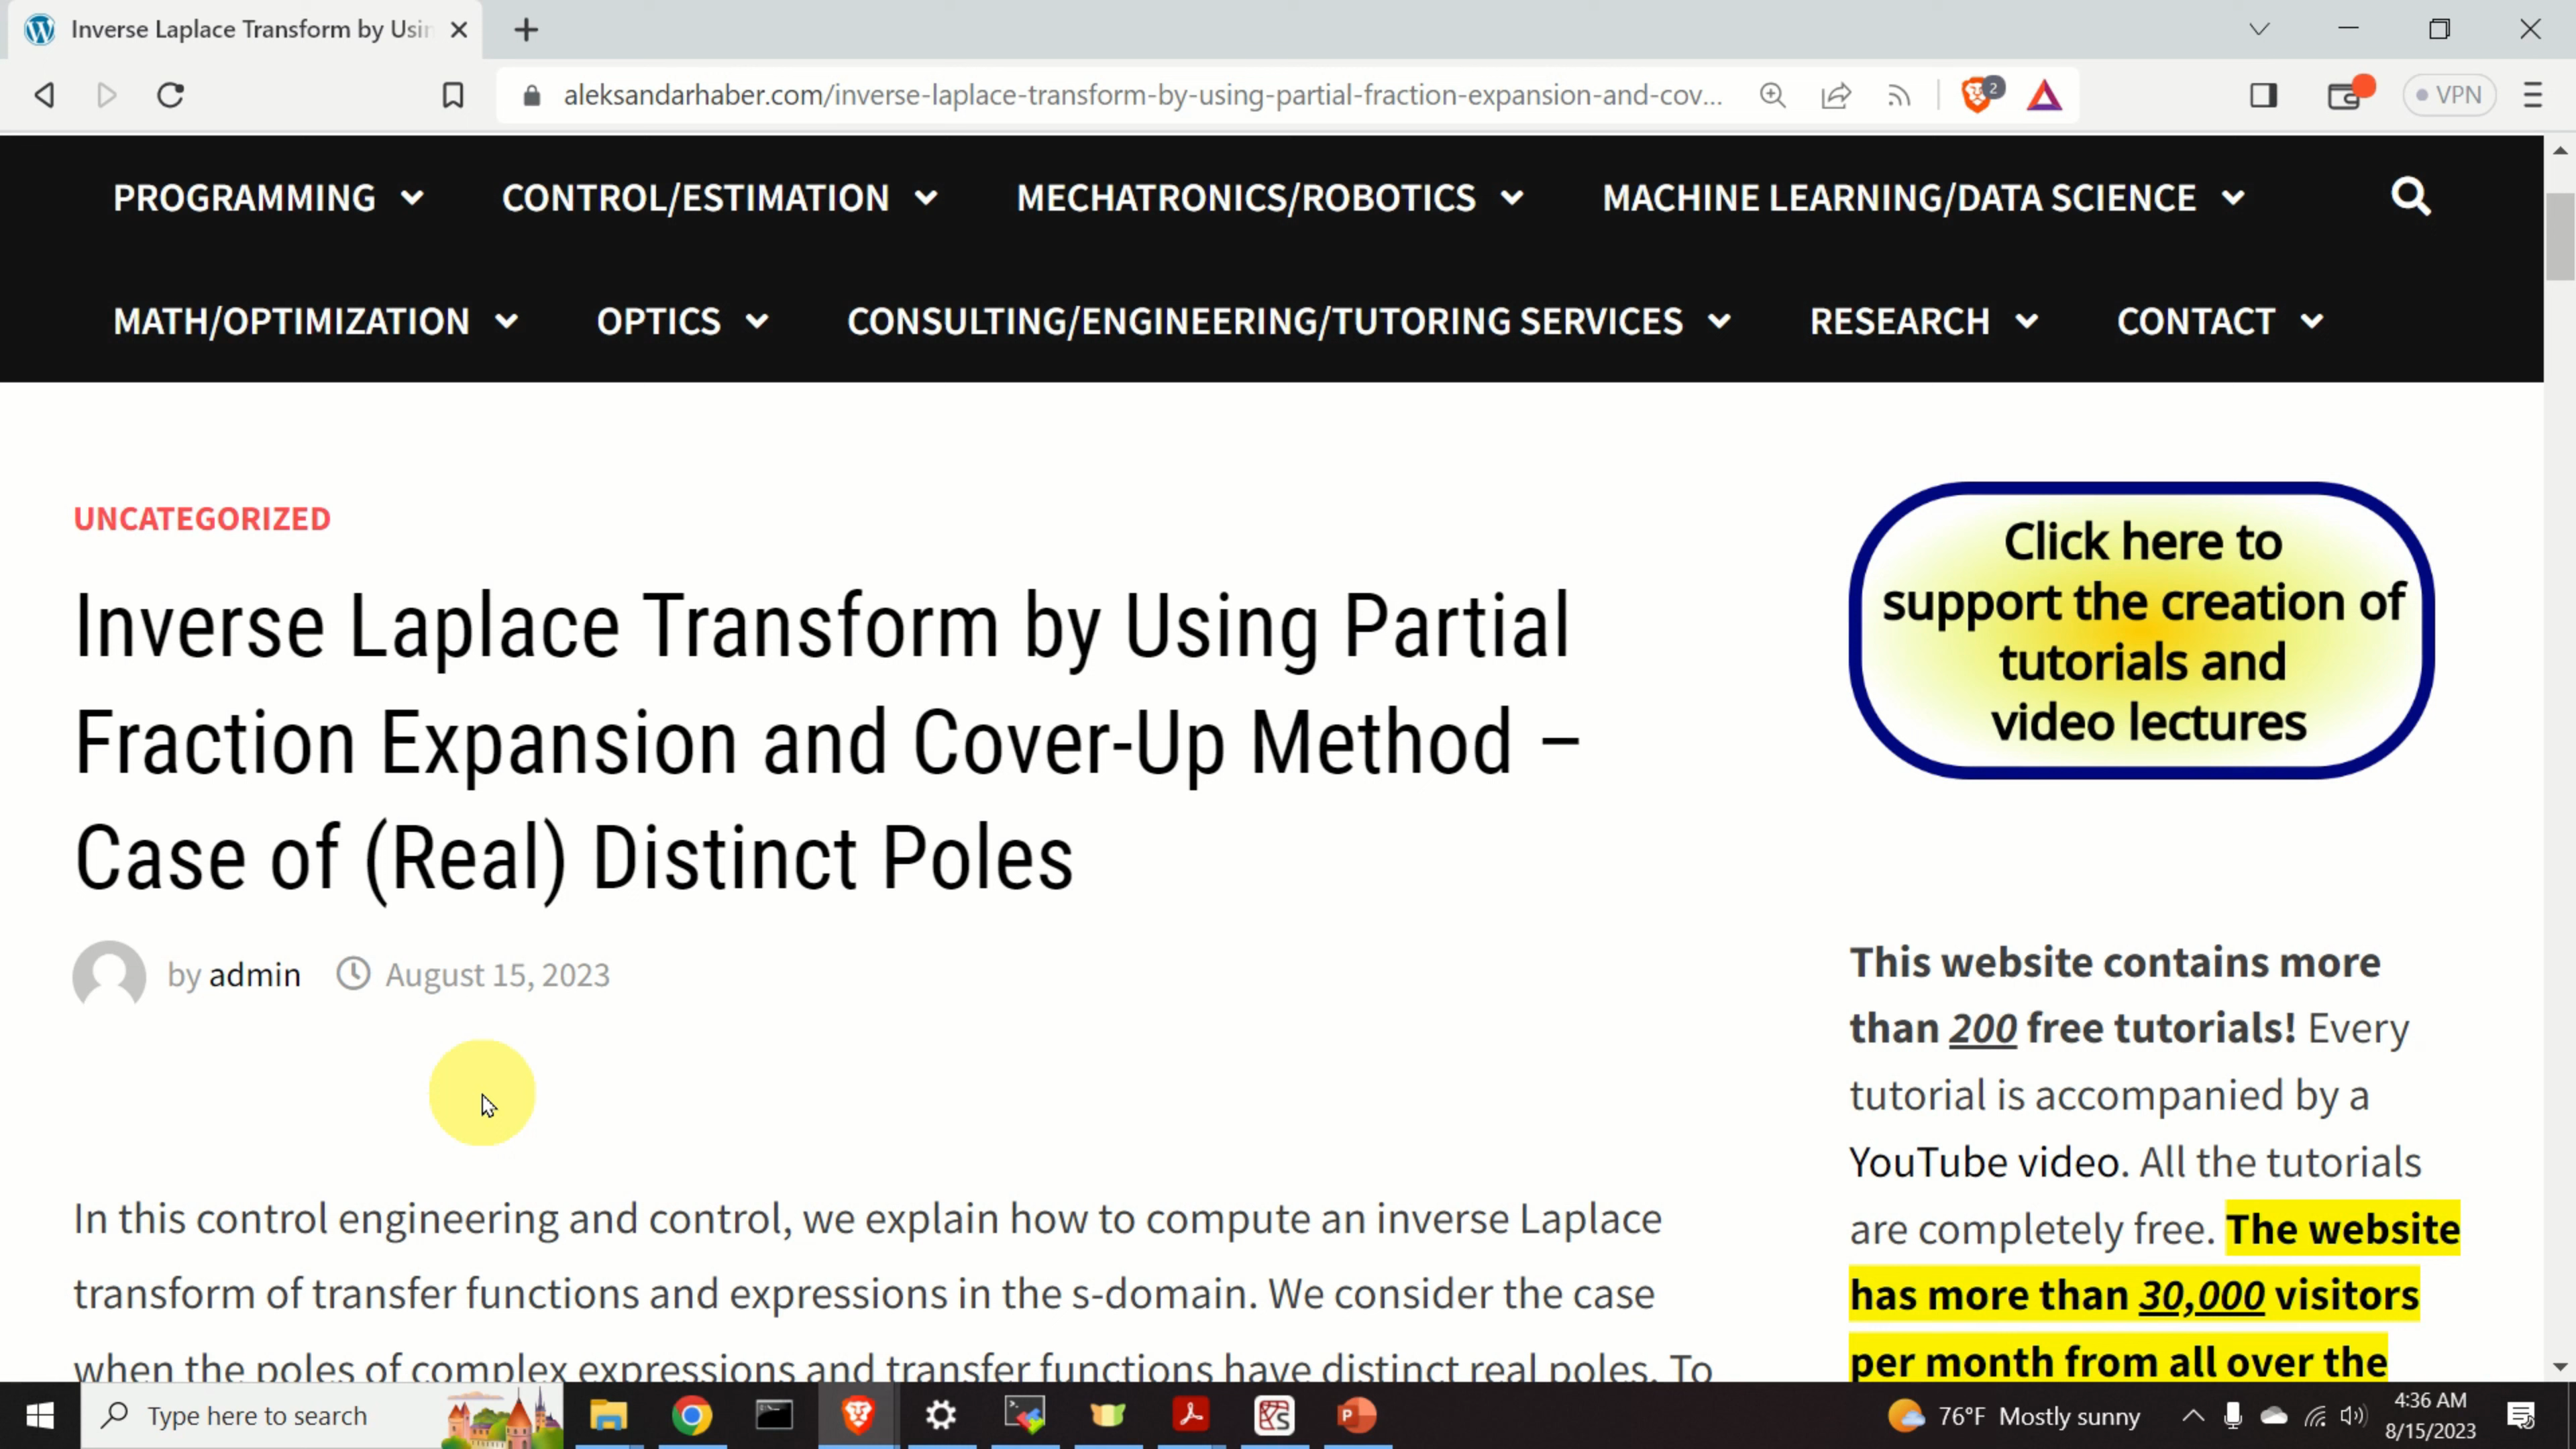 Inverse Laplace Transform by Usin
aleksandarhaber.com/inverse-laplace-transform-by-using-partial-fraction-expansion-and-cov...
2
VPN
PROGRAMMING CONTROL/ESTIMATION MECHATRONICS/ROBOTICS MACHINE LEARNING/DATA SCIENCE
MATH/OPTIMIZATION OPTICS CONSULTING/ENGINEERING/TUTORING SERVICES RESEARCH CONTACT
UNCATEGORIZED
Inverse Laplace Transform by Using Partial
Fraction Expansion and Cover-Up Method –
Case of (Real) Distinct Poles
by admin August 15, 2023
In this control engineering and control, we explain how to compute an inverse Laplace
transform of transfer functions and expressions in the s-domain. We consider the case
when the poles of complex expressions and transfer functions have distinct real poles. To
Click here to
support the creation of
tutorials and
video lectures
This website contains more
than 200 free tutorials! Every
tutorial is accompanied by a
YouTube video. All the tutorials
are completely free. The website
has more than 30,000 visitors
per month from all over the
Type here to search
76°F Mostly sunny
4:36 AM
8/15/2023